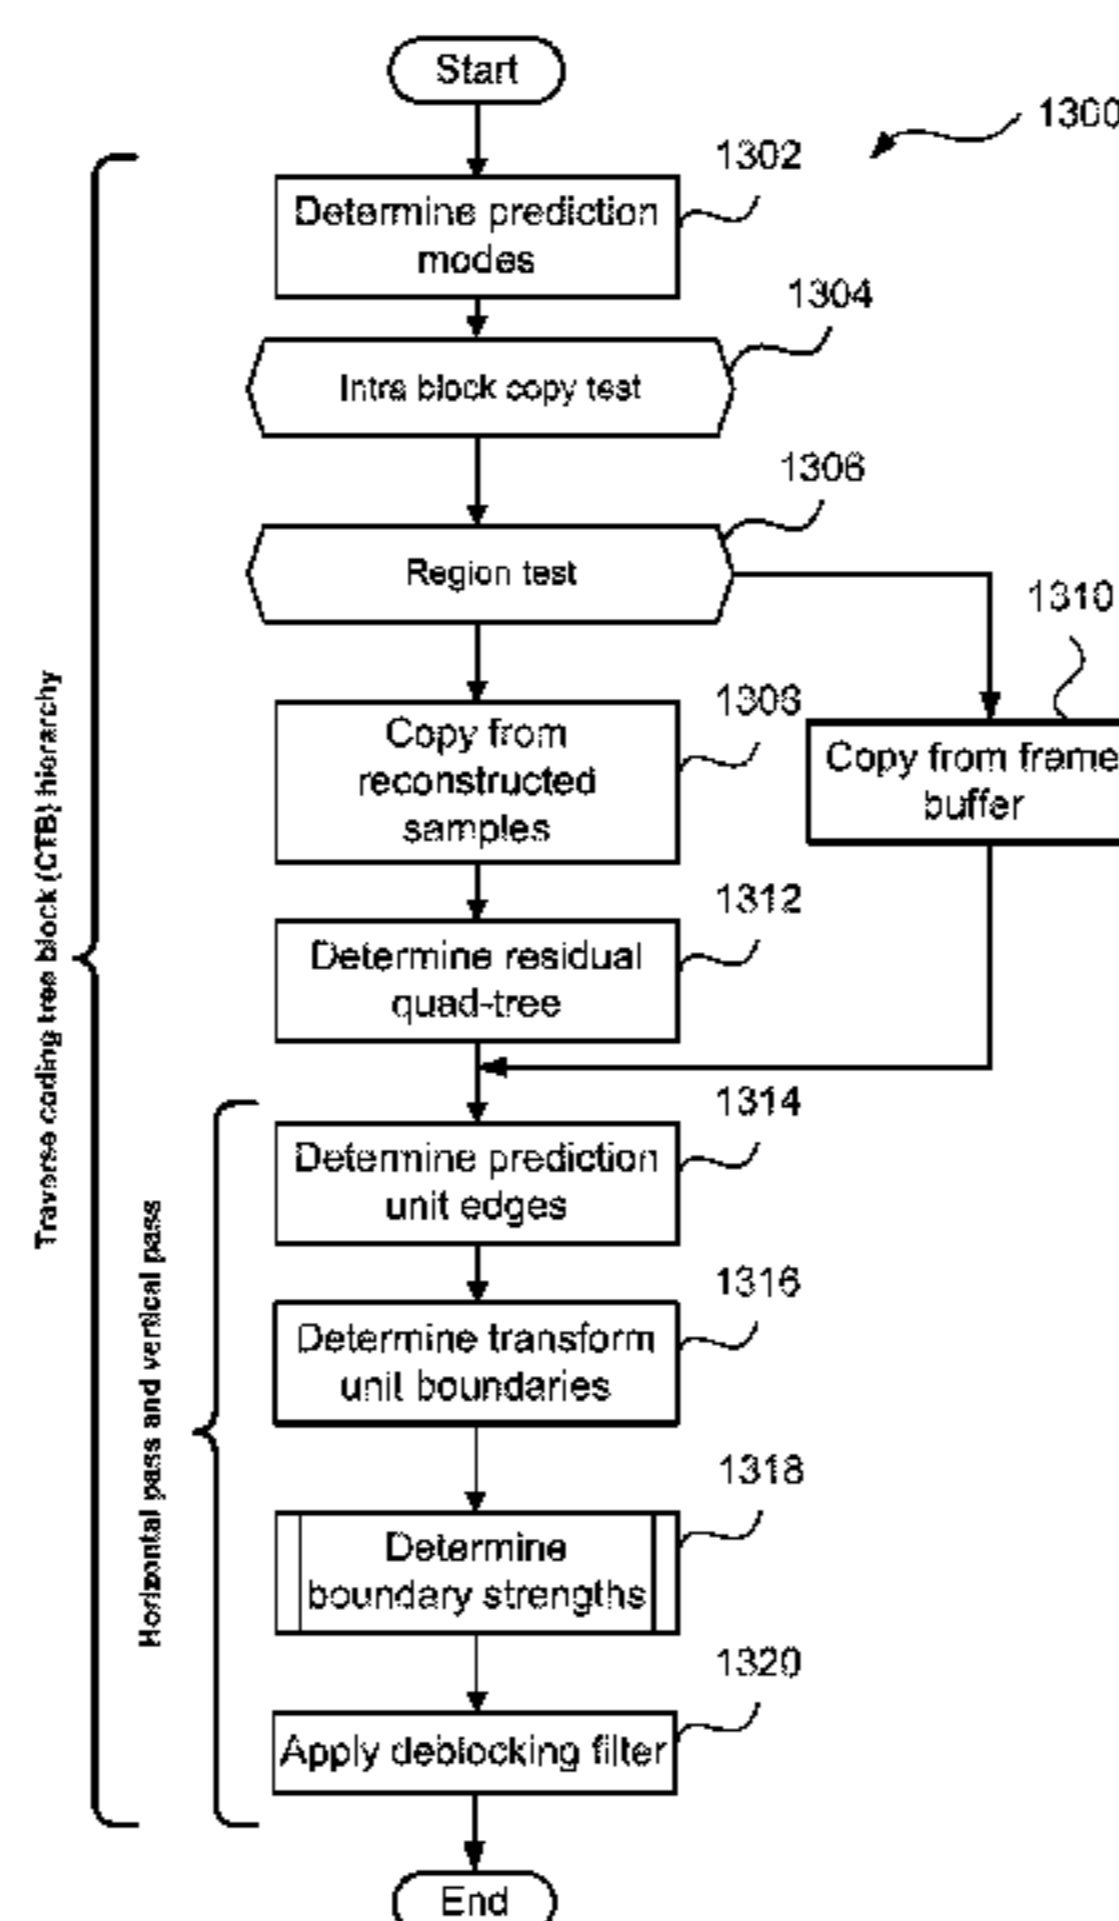 Start
1300
1302
Determine prediction
modes
1304
Intra block copy test
1306
Region test
1310
1308
Copy from
reconstructed
samples
Copy from frame
buffer
1312
Determine residual
quad-tree
1314
Determine prediction
unit edges
1316
Determine transform
unit boundaries
1318
Determine
boundary strengths
1320
Apply deblocking filter
End
Traverse coding tree block (CTB) hierarchy
Horizontal pass and vertical pass